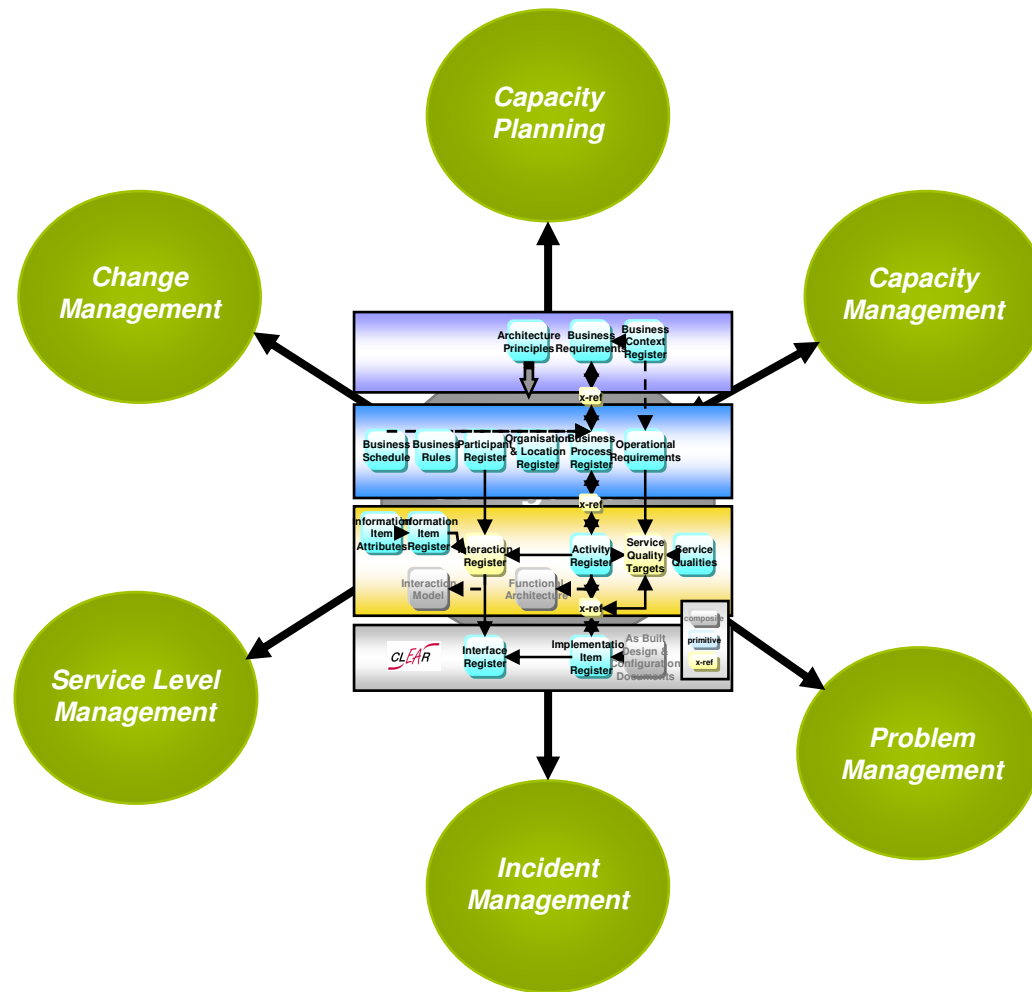 Capacity
Planning
Change
Management
Capacity
Management
Architecture
Principles
Business
Requirements
Business
Context
Register
x-ref
Business
Schedule
Business
Rules
Participant
Register
Organisation
& Location
Register
Business
Process
Register
Operational
Requirements
x-ref
Information
Item
Attributes
Information
Item
Register
Interaction
Register
Activity
Register
Service
Quality
Targets
Service
Qualities
Interaction
Model
Functional
Architecture
x-ref
composite
primitive
x-ref
CLEAR
Interface
Register
Implementatio
Item
Register
As Built
Design &
Configuration
Documents
Service Level
Management
Problem
Management
Incident
Management